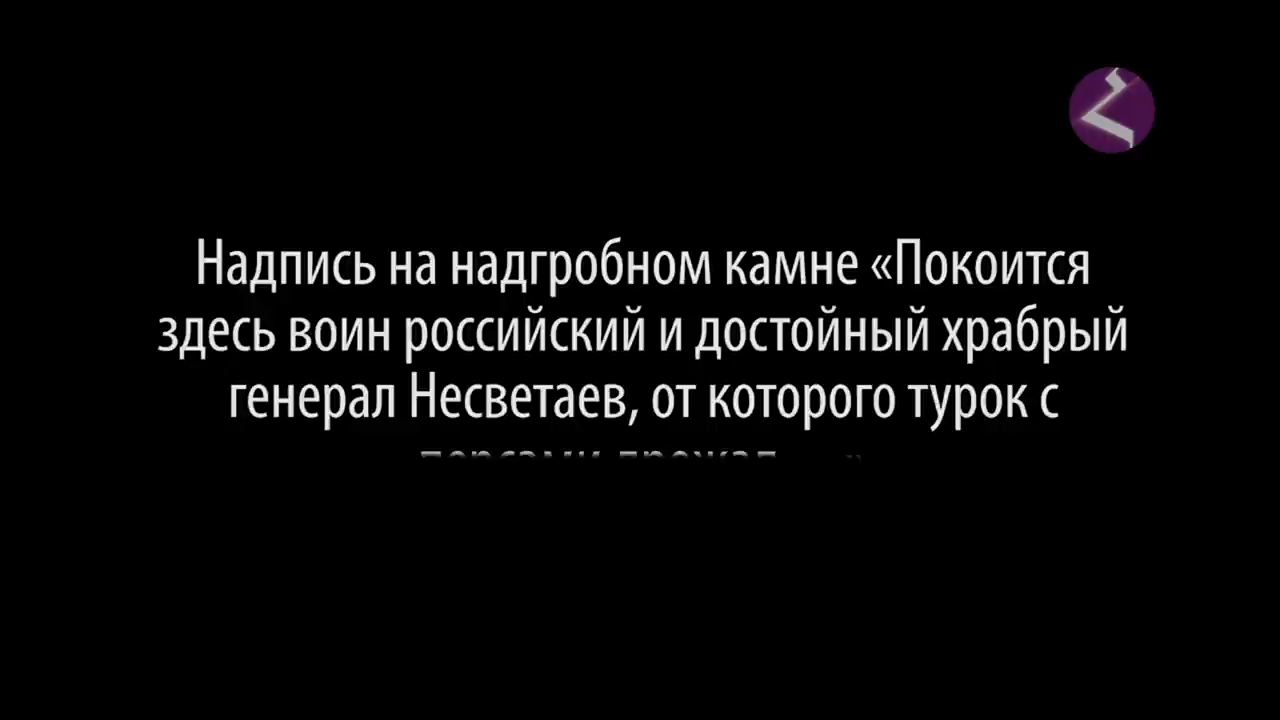 Надпись на надгробном камне «Покоится
здесь воин российский и достойный храбрый
генерал Несветаев, от которого турок с